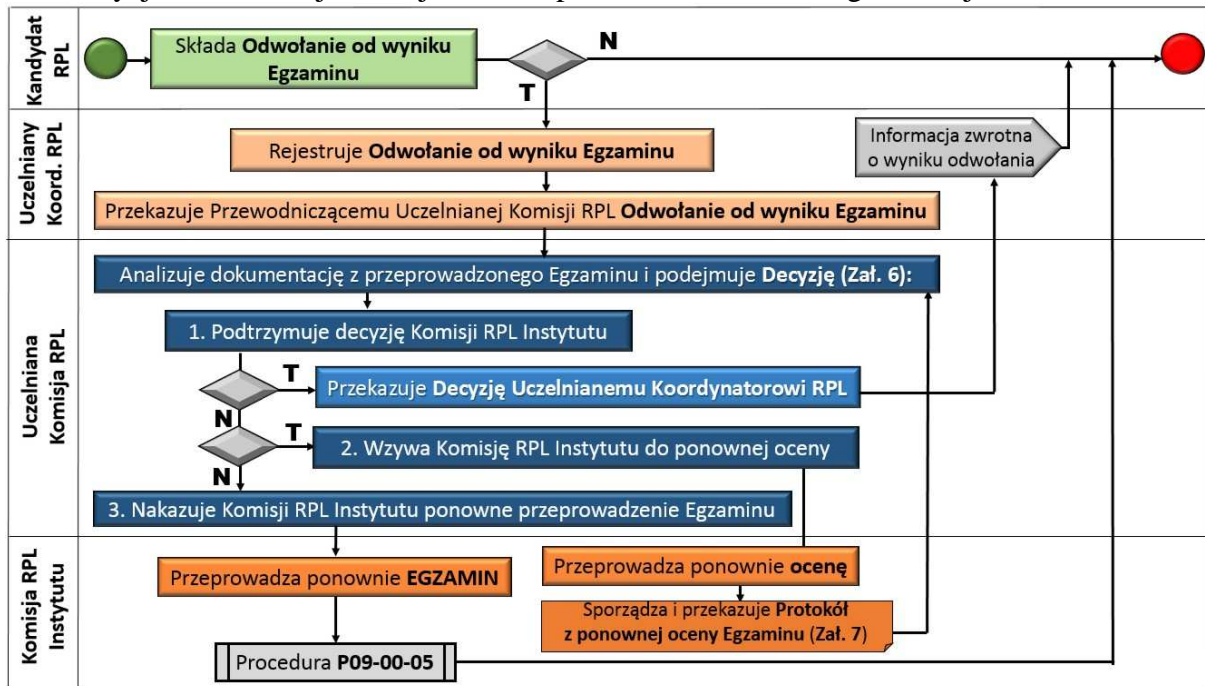 Kandydat
RPL
Składa Odwołanie od wyniku
Egzaminu
N
T
Uczelniany
Koord. RPL
Rejestruje Odwołanie od wyniku Egzaminu
Informacja zwrotna
o wyniku odwołania
Przekazuje Przewodniczącemu Uczelnianej Komisji RPL Odwołanie od wyniku Egzaminu
Uczelniana
Komisja RPL
Analizuje dokumentację z przeprowadzonego Egzaminu i podejmuje Decyzję (Zał. 6):
1. Podtrzymuje decyzję Komisji RPL Instytutu
T
Przekazuje Decyzję Uczelnianemu Koordynatorowi RPL
N
T
2. Wzywa Komisję RPL Instytutu do ponownej oceny
N
3. Nakazuje Komisji RPL Instytutu ponowne przeprowadzenie Egzaminu
Komisja RPL
Instytutu
Przeprowadza ponownie EGZAMIN
Przeprowadza ponownie ocenę
Sporządza i przekazuje Protokół
z ponownej oceny Egzaminu (Zał. 7)
Procedura P09-00-05